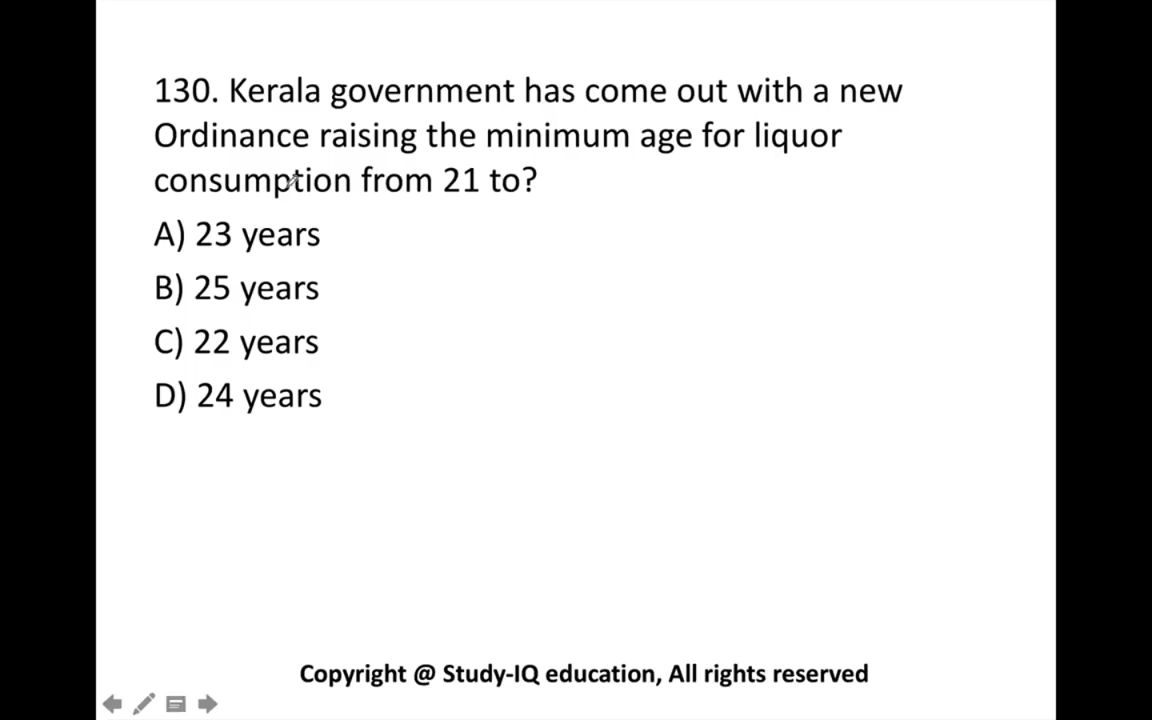 130. Kerala government has come out with a new
Ordinance raising the minimum age for liquor
consumption from 21 to?
A) 23 years
B) 25 years
C) 22 years
D) 24 years
Copyright @ Study-IQ education, All rights reserved